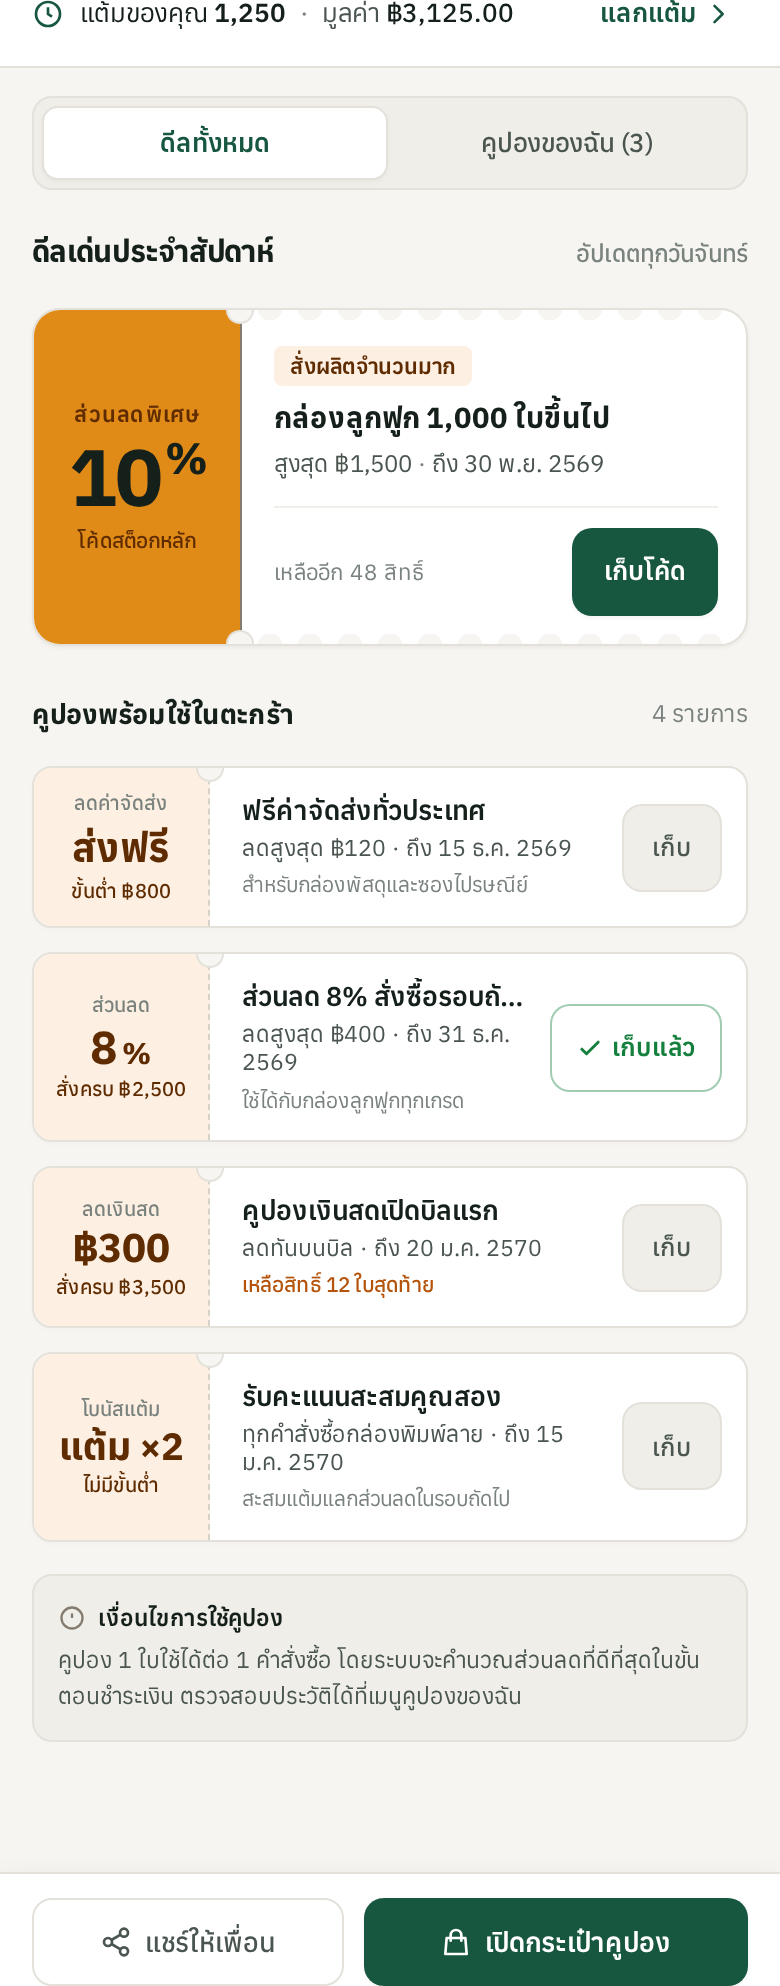 แต้มของคุณ 1,250 · มูลค่า ฿3,125.00 แลกแต้ม
ดีลทั้งหมด
คูปองของฉัน (3)
ดีลเด่นประจำสัปดาห์
อัปเดตทุกวันจันทร์
ส่วนลดพิเศษ
10%
โค้ดสต็อกหลัก
สั่งผลิตจำนวนมาก
กล่องลูกฟูก 1,000 ใบขึ้นไป
สูงสุด ฿1,500 · ถึง 30 พ.ย. 2569
เหลืออีก 48 สิทธิ์
เก็บโค้ด
คูปองพร้อมใช้ในตะกร้า
4 รายการ
ลดค่าจัดส่ง
ส่งฟรี
ขั้นต่ำ ฿800
ฟรีค่าจัดส่งทั่วประเทศ
ลดสูงสุด ฿120 · ถึง 15 ธ.ค. 2569
สำหรับกล่องพัสดุและซองไปรษณีย์
เก็บ
ส่วนลด
8 %
สั่งครบ ฿2,500
ส่วนลด 8% สั่งซื้อรอบถั...
ลดสูงสุด ฿400 · ถึง 31 ธ.ค.
2569
ใช้ได้กับกล่องลูกฟูกทุกเกรด
เก็บแล้ว
ลดเงินสด
฿300
สั่งครบ ฿3,500
คูปองเงินสดเปิดบิลแรก
ลดทันบนบิล · ถึง 20 ม.ค. 2570
เหลือสิทธิ์ 12 ใบสุดท้าย
เก็บ
โบนัสแต้ม
แต้ม ×2
ไม่มีขั้นต่ำ
รับคะแนนสะสมคูณสอง
ทุกคำสั่งซื้อกล่องพิมพ์ลาย · ถึง 15
ม.ค. 2570
สะสมแต้มแลกส่วนลดในรอบถัดไป
เก็บ
เงื่อนไขการใช้คูปอง
คูปอง 1 ใบใช้ได้ต่อ 1 คำสั่งซื้อ โดยระบบจะคำนวณส่วนลดที่ดีที่สุดในขั้น
ตอนชำระเงิน ตรวจสอบประวัติได้ที่เมนูคูปองของฉัน
แชร์ให้เพื่อน
เปิดกระเป๋าคูปอง